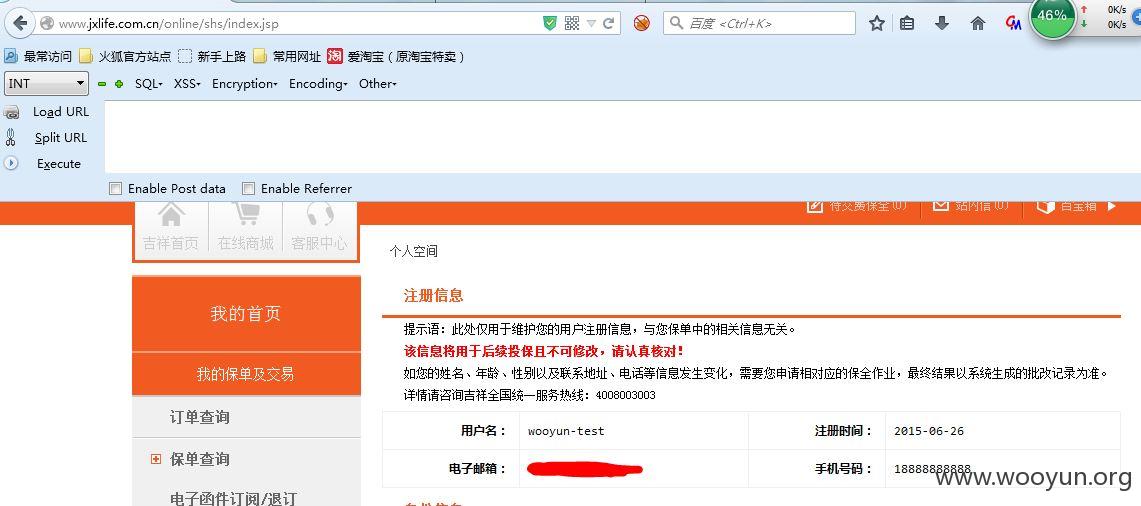 www.jxlife.com.cn/online/shs/index.jsp
百度 <Ctrl+K>
46%
0K/s
0K/s
最常访问 火狐官方站点 新手上路 常用网址 淘 爱淘宝（原淘宝特卖）
INT SQL XSS Encryption Encoding Other
Load URL
Split URL
Execute
Enable Post data Enable Referrer
待交费保全(0) 站内信(0) 百宝箱
吉祥首页 在线商城 客服中心
个人空间
我的首页
我的保单及交易
订单查询
保单查询
电子函件订阅/退订
注册信息
提示语：此处仅用于维护您的用户注册信息，与您保单中的相关信息无关。
该信息将用于后续投保且不可修改，请认真核对！
如您的姓名、年龄、性别以及联系地址、电话等信息发生变化，需要您申请相对应的保全作业，最终结果以系统生成的批改记录为准。
详情请咨询吉祥全国统一服务热线：4008003003
用户名： wooyun-test 注册时间： 2015-06-26
电子邮箱： 手机号码： 18888888888
www.wooyun.org